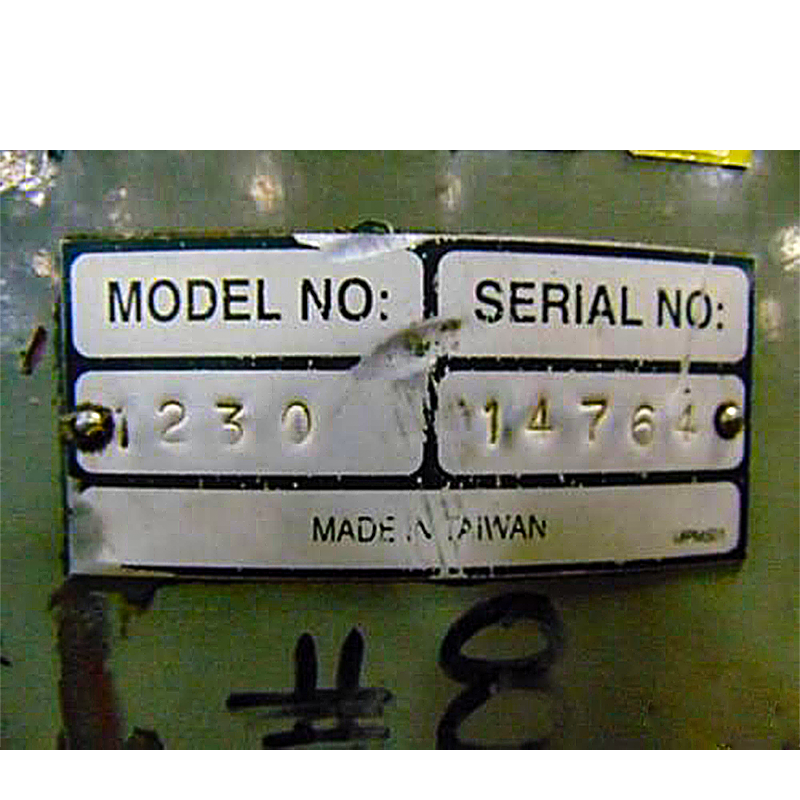 MODEL NO: SERIAL NO:
1230 14764
MADE IN TAIWAN
#8